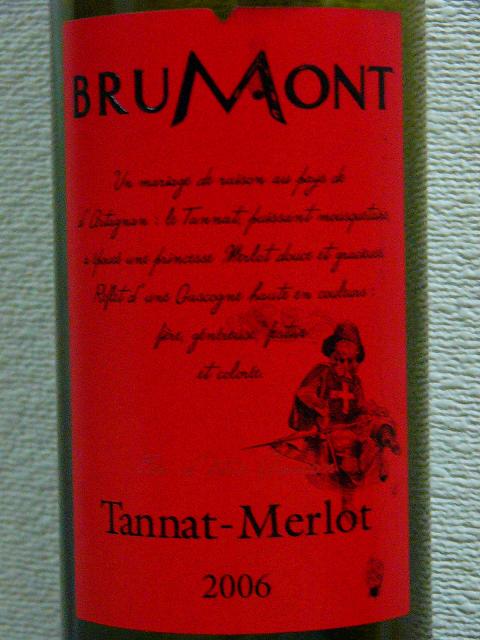 BRUMONT
Un mariage de raison au pays de
d'Artagnan : le Tannat, puissant mousquetaire
épouse une princesse Merlot douce et gracieuse
Reflet d'une Gascogne haute en couleurs :
fière, généreuse, festive
et colorée
Tannat-Merlot
2006